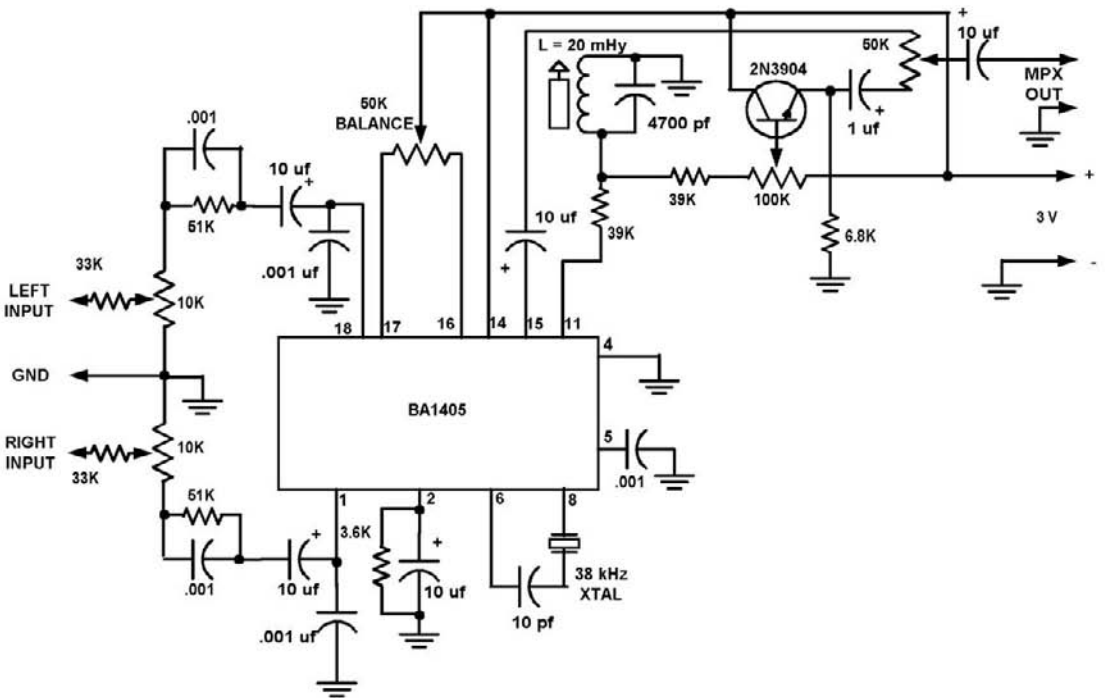 +
10 uf
L = 20 mHy
50K
2N3904
MPX
OUT
50K
BALANCE
4700 pf
+
1 uf
.001
10 uf
+
51K
39K
100K
+
10 uf
39K
3 V
6.8K
.001 uf
+
-
33K
LEFT
INPUT
10K
18
17
16
14
15
11
4
GND
BA1405
RIGHT
INPUT
10K
5
33K
.001
51K
1
2
6
8
3.6K
+
+
38 kHz
XTAL
.001
10 uf
10 uf
10 pf
.001 uf